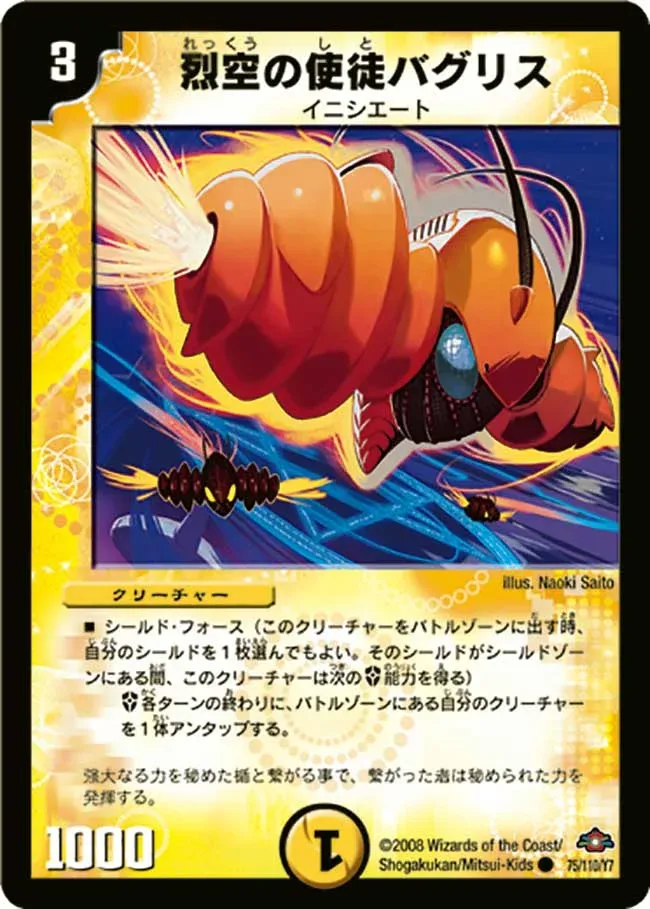 3
烈空の使徒バグリス
イニシエート
illus. Naoki Saito
クリーチャー
■ シールド・フォース（このクリーチャーをバトルゾーンに出す時、
自分のシールドを１枚選んでもよい。そのシールドがシールドゾ
ーンにある間、このクリーチャーは次の能力を得る）
各ターンの終わりに、バトルゾーンにある自分のクリーチャー
を１体アンタップする。
強大なる力を秘めた楯と繋がる事で、繋がった者は秘められた力を
発揮する。
1000
1
©2008 Wizards of the Coast/
Shogakukan/Mitsui-Kids ● 75/110/Y7